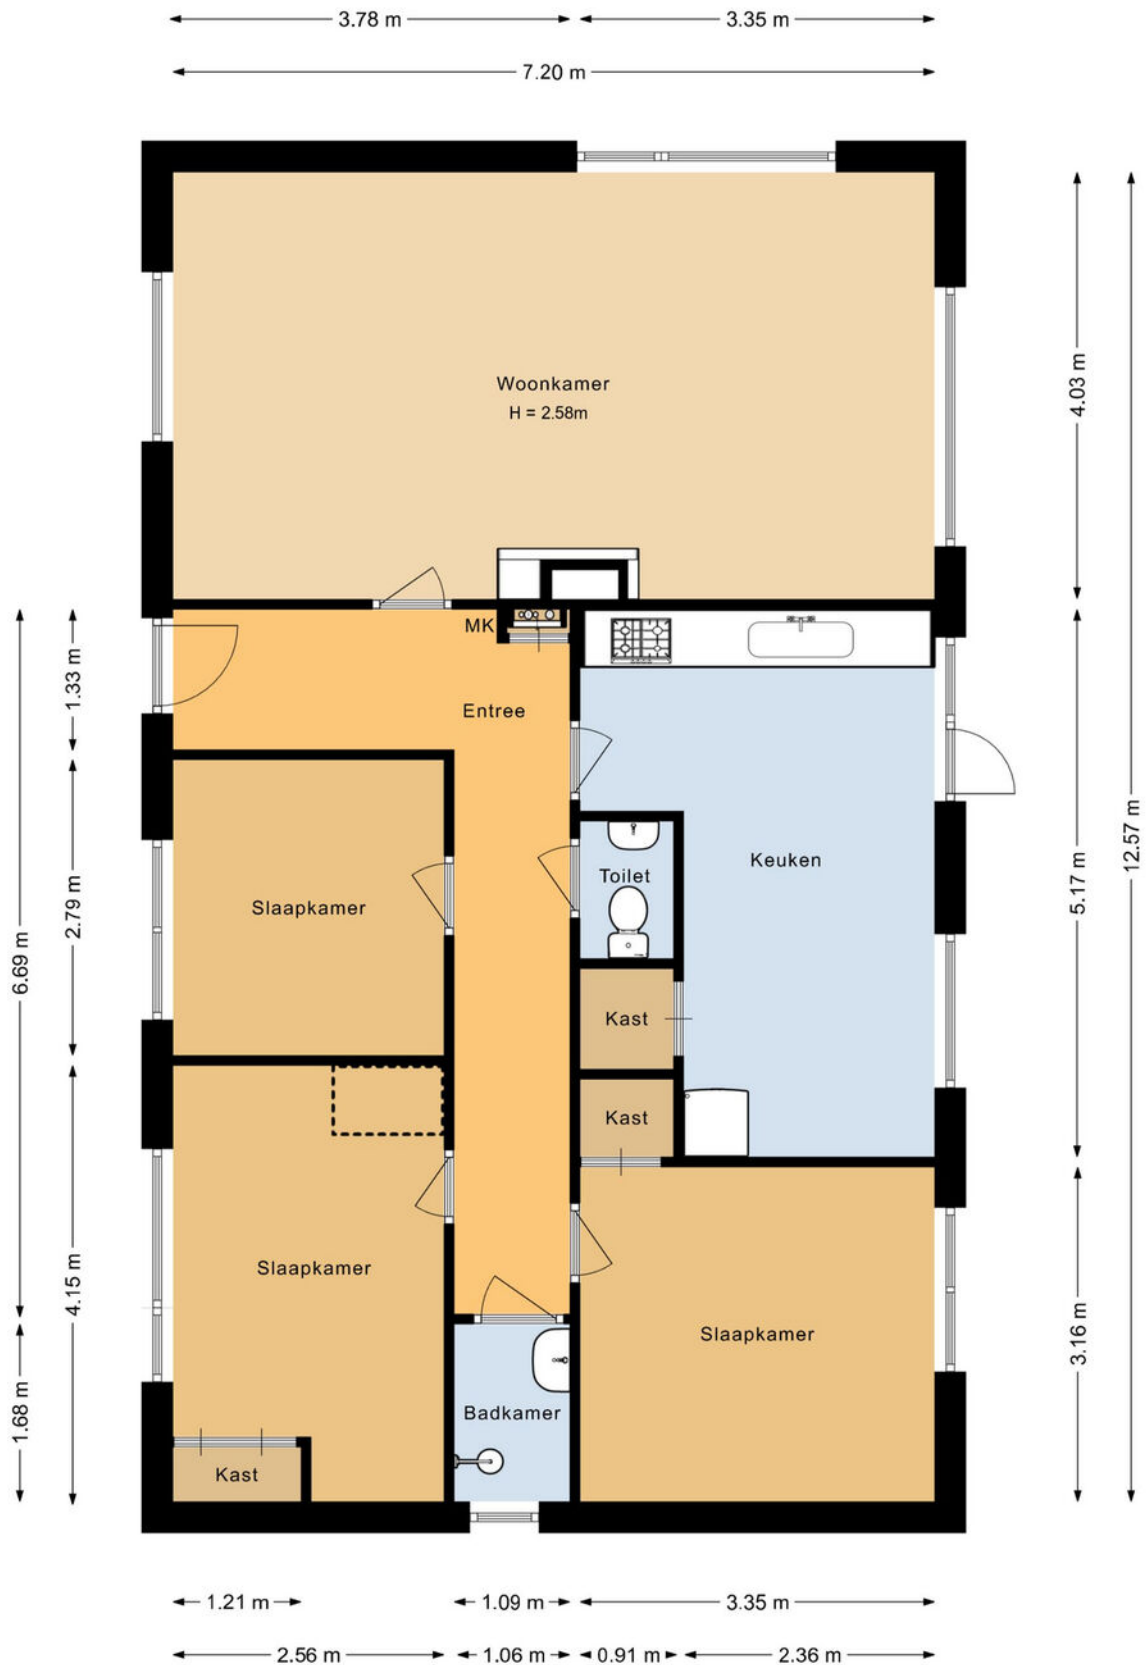 3.78 m
3.35 m
7.20 m
Woonkamer
H = 2.58m
4.03 m
MK
1.33 m
Entree
12.57 m
Keuken
5.17 m
Toilet
Slaapkamer
2.79 m
6.69 m
Kast
Kast
Slaapkamer
4.15 m
Slaapkamer
3.16 m
1.68 m
Badkamer
Kast
1.21 m
1.09 m
3.35 m
2.56 m
1.06 m
0.91 m
2.36 m